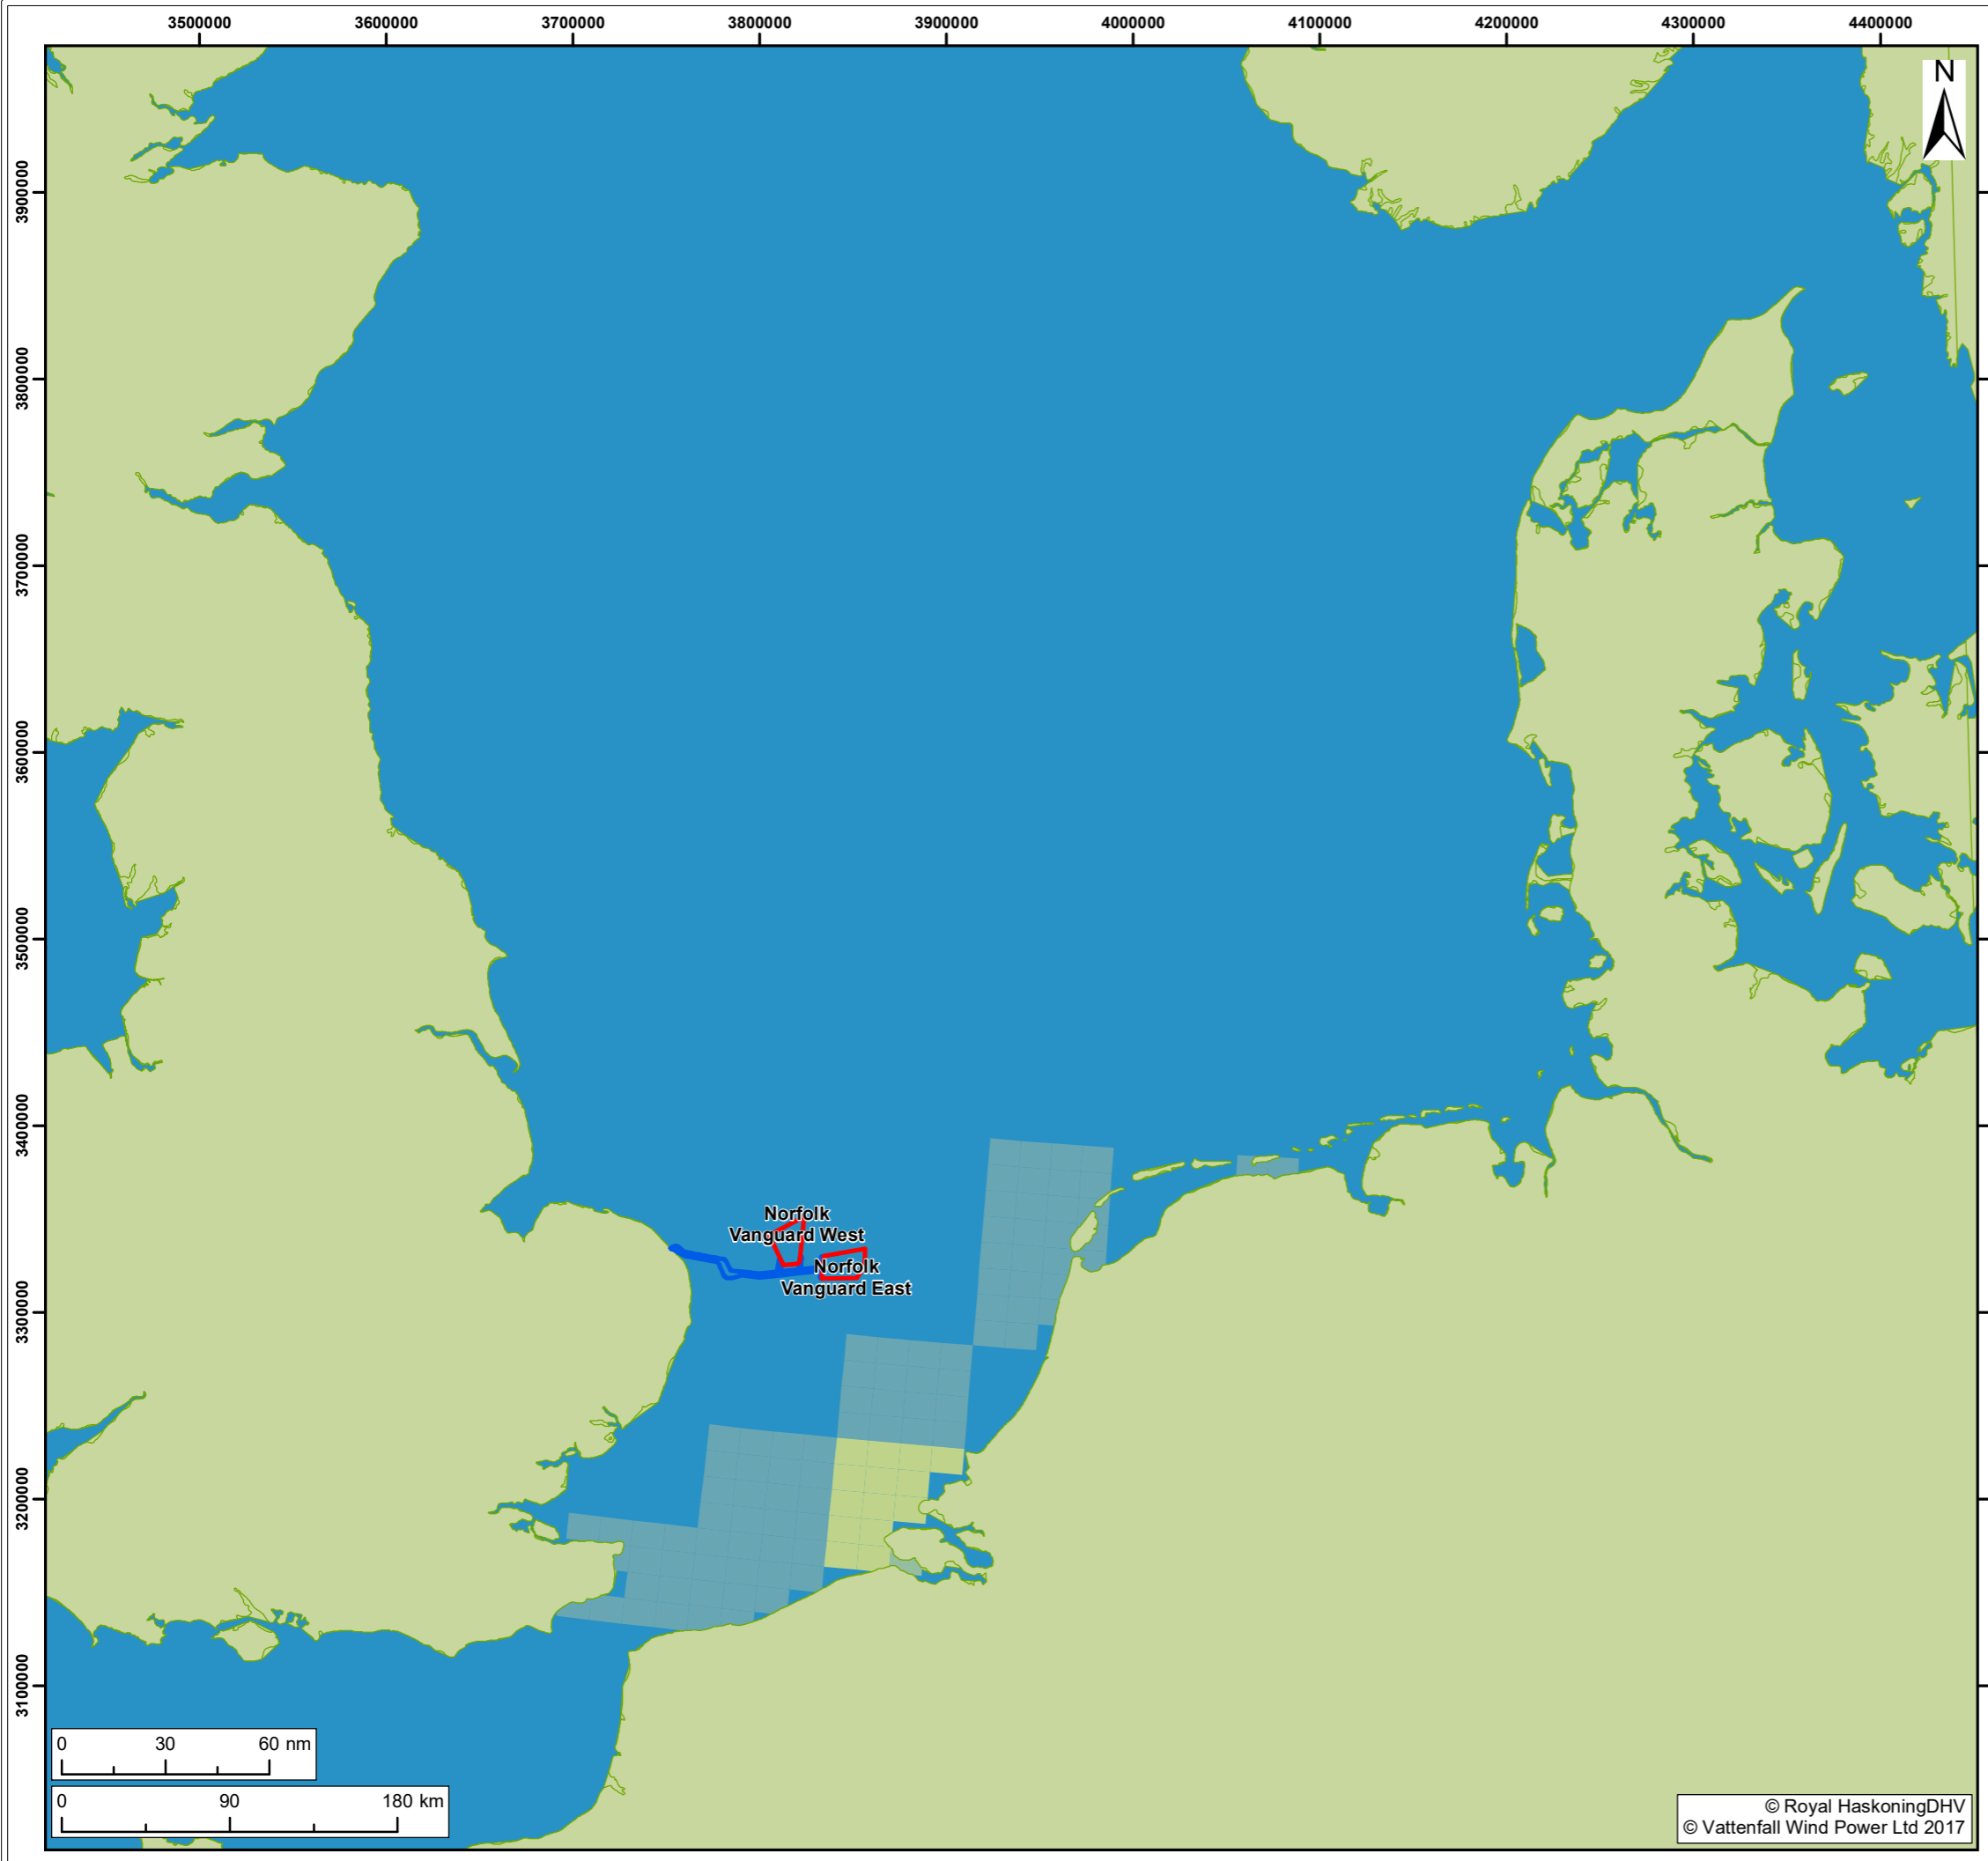 3500000 3600000 3700000 3800000 3900000 4000000 4100000 4200000 4300000 4400000
N
3900000
3800000
3700000
3600000
3500000
3400000
3300000
3200000
3100000
Norfolk
Vanguard West
Norfolk
Vanguard East
0 30 60 nm
0 90 180 km
© Royal HaskoningDHV
© Vattenfall Wind Power Ltd 2017